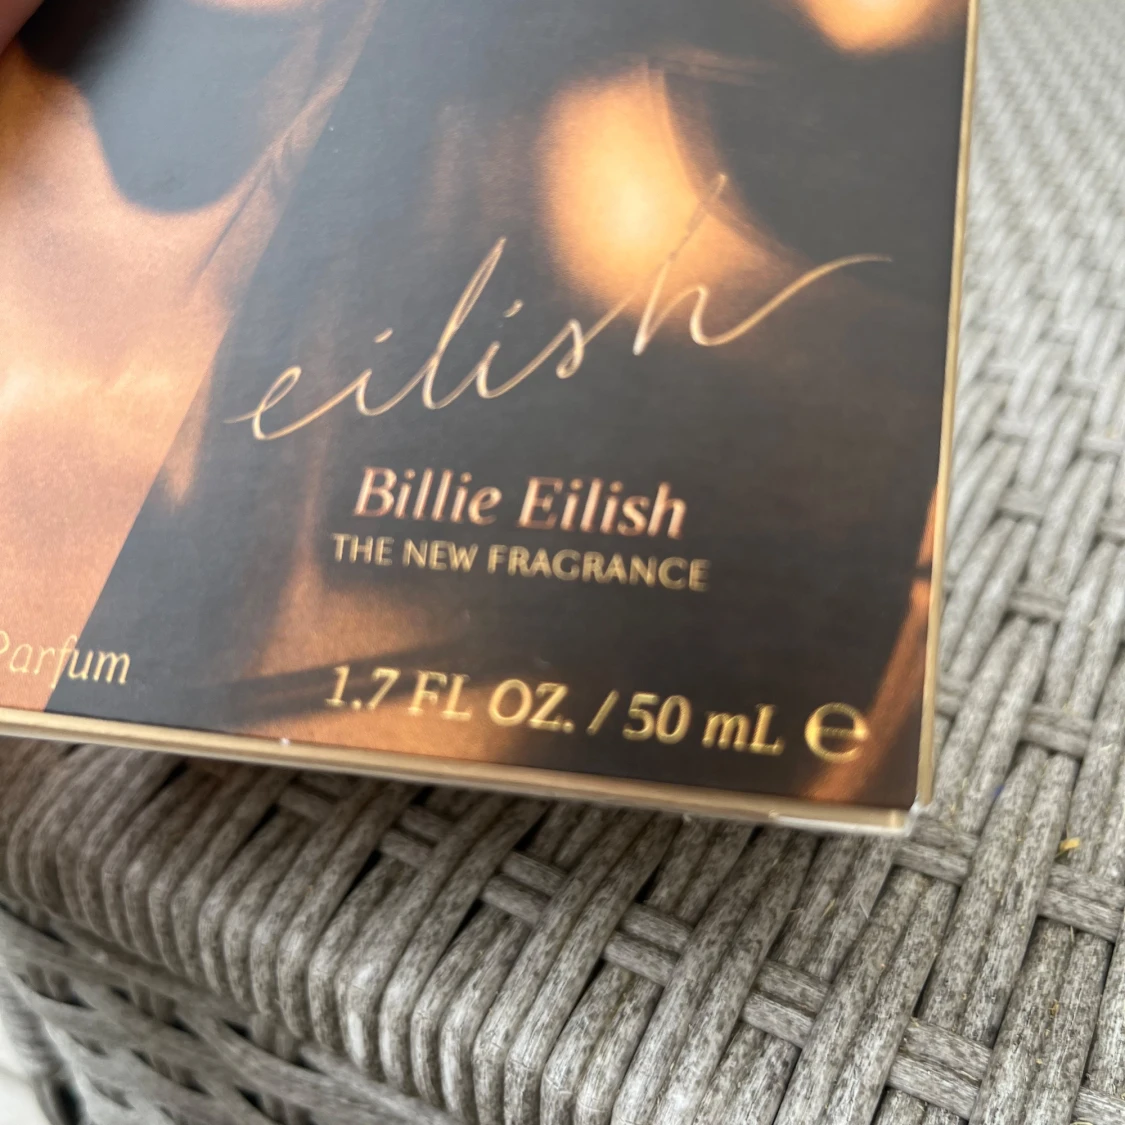 eilish
Billie Eilish
THE NEW FRAGRANCE
Parfum
1.7 FL OZ. / 50 mL ℮